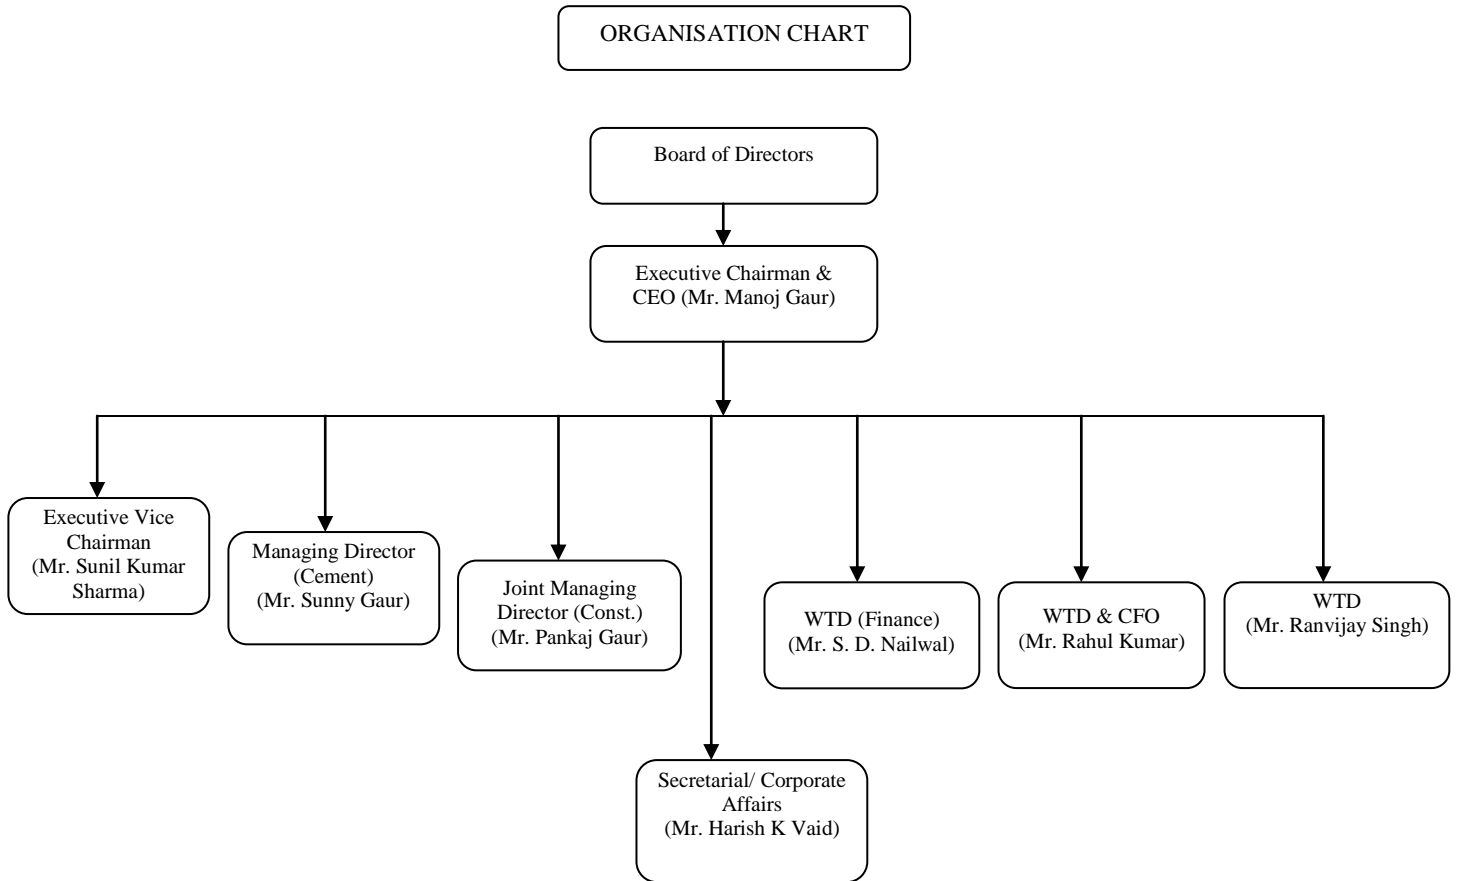 ORGANISATION CHART
Board of Directors
Executive Chairman &
CEO (Mr. Manoj Gaur)
Executive Vice
Chairman
(Mr. Sunil Kumar
Sharma)
Managing Director
(Cement)
(Mr. Sunny Gaur)
Joint Managing
Director (Const.)
(Mr. Pankaj Gaur)
WTD (Finance)
(Mr. S. D. Nailwal)
WTD & CFO
(Mr. Rahul Kumar)
WTD
(Mr. Ranvijay Singh)
Secretarial/ Corporate
Affairs
(Mr. Harish K Vaid)